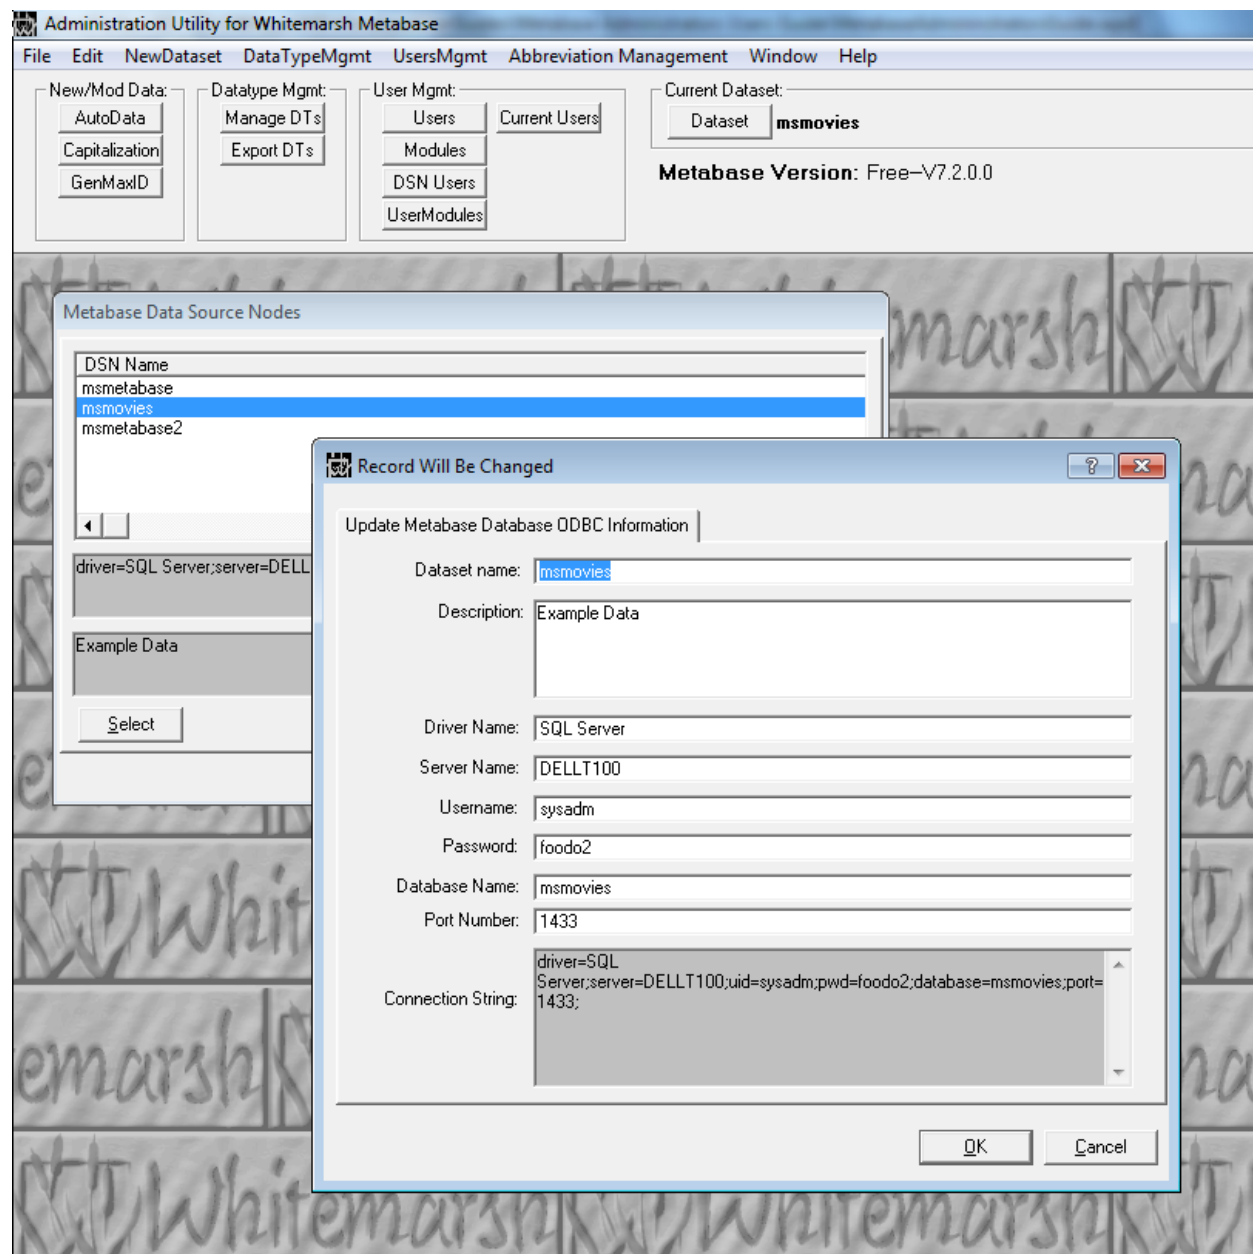 Administration Utility for Whitemarsh Metabase
File Edit NewDataset DataTypeMgmt UsersMgmt Abbreviation Management Window Help
New/Mod Data: Datatype Mgmt: User Mgmt: Current Dataset:
AutoData Manage DTs Users Current Users Dataset msmovies
Capitalization Export DTs Modules
Metabase Version: Free-V7.2.0.0
GenMaxID DSN Users
UserModules
Metabase Data Source Nodes
DSN Name
msmetabase
msmovies
msmetabase2
driver=SQL Server;server=DELL
Example Data
Select
Record Will Be Changed
Update Metabase Database ODBC Information
Dataset name: msmovies
Description: Example Data
Driver Name: SQL Server
Server Name: DELLT100
Username: sysadm
Password: foodo2
Database Name: msmovies
Port Number: 1433
driver=SQL
Server;server=DELLT100;uid=sysadm;pwd=foodo2;database=msmovies;port=
Connection String: 1433;
OK Cancel
marsh
Whit
emarsh
Whitemarsh Whitemarsh